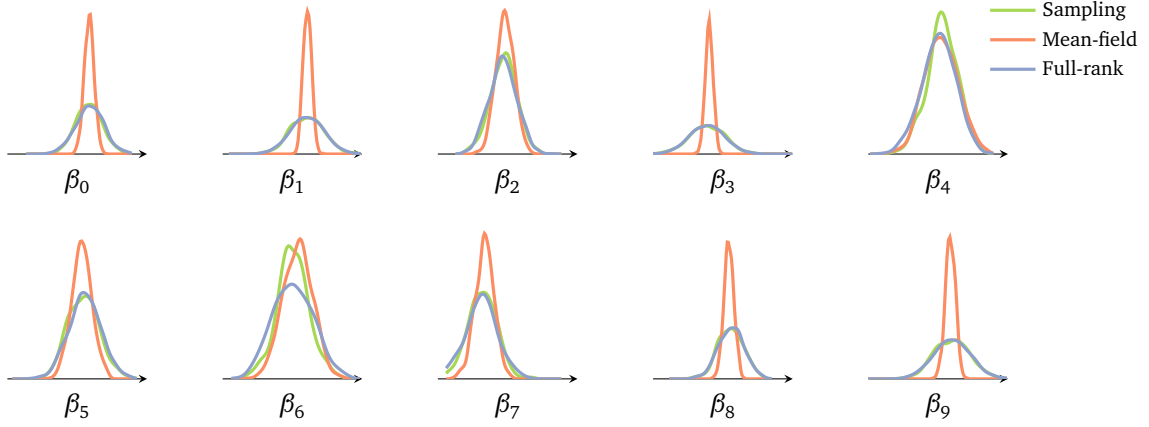 Sampling
Mean-field
Full-rank
β₀ β₁ β₂ β₃ β₄
β₅ β₆ β₇ β₈ β₉